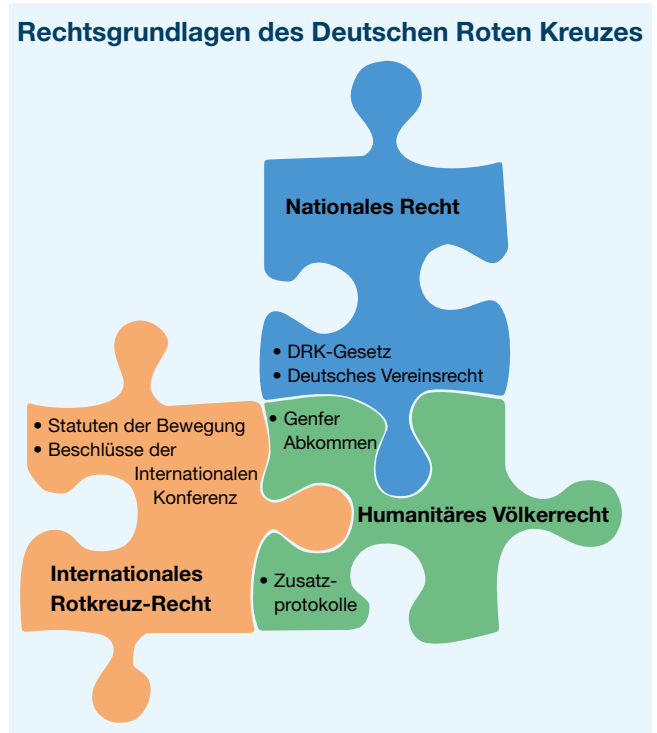 Rechtsgrundlagen des Deutschen Roten Kreuzes
Nationales Recht
• DRK-Gesetz
• Deutsches Vereinsrecht
• Statuten der Bewegung
• Beschlüsse der
Internationalen
Konferenz
Internationales
Rotkreuz-Recht
• Genfer
Abkommen
Humanitäres Völkerrecht
• Zusatz-
protokolle